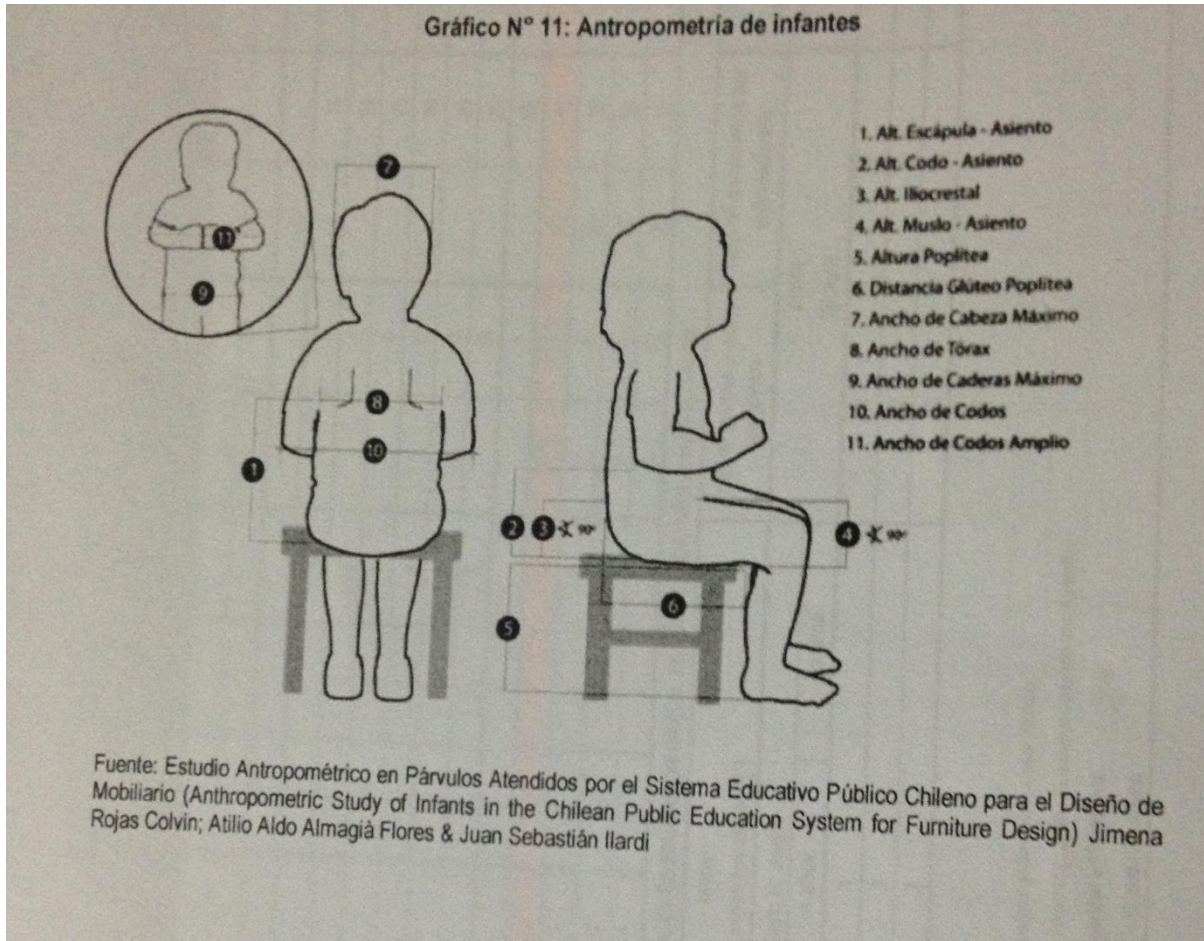 Gráfico Nº 11: Antropometría de infantes
1. Alt. Escápula - Asiento
2. Alt. Codo - Asiento
3. Alt. Iliocrestal
4. Alt. Muslo - Asiento
5. Altura Poplítea
6. Distancia Glúteo Poplítea
7. Ancho de Cabeza Máximo
8. Ancho de Tórax
9. Ancho de Caderas Máximo
10. Ancho de Codos
11. Ancho de Codos Amplio
7
11
9
8
10
1
2 3 90º
4 90º
6
5
Fuente: Estudio Antropométrico en Párvulos Atendidos por el Sistema Educativo Público Chileno para el Diseño de
Mobiliario (Anthropometric Study of Infants in the Chilean Public Education System for Furniture Design) Jimena
Rojas Colvin; Atilio Aldo Almagià Flores & Juan Sebastián Ilardi